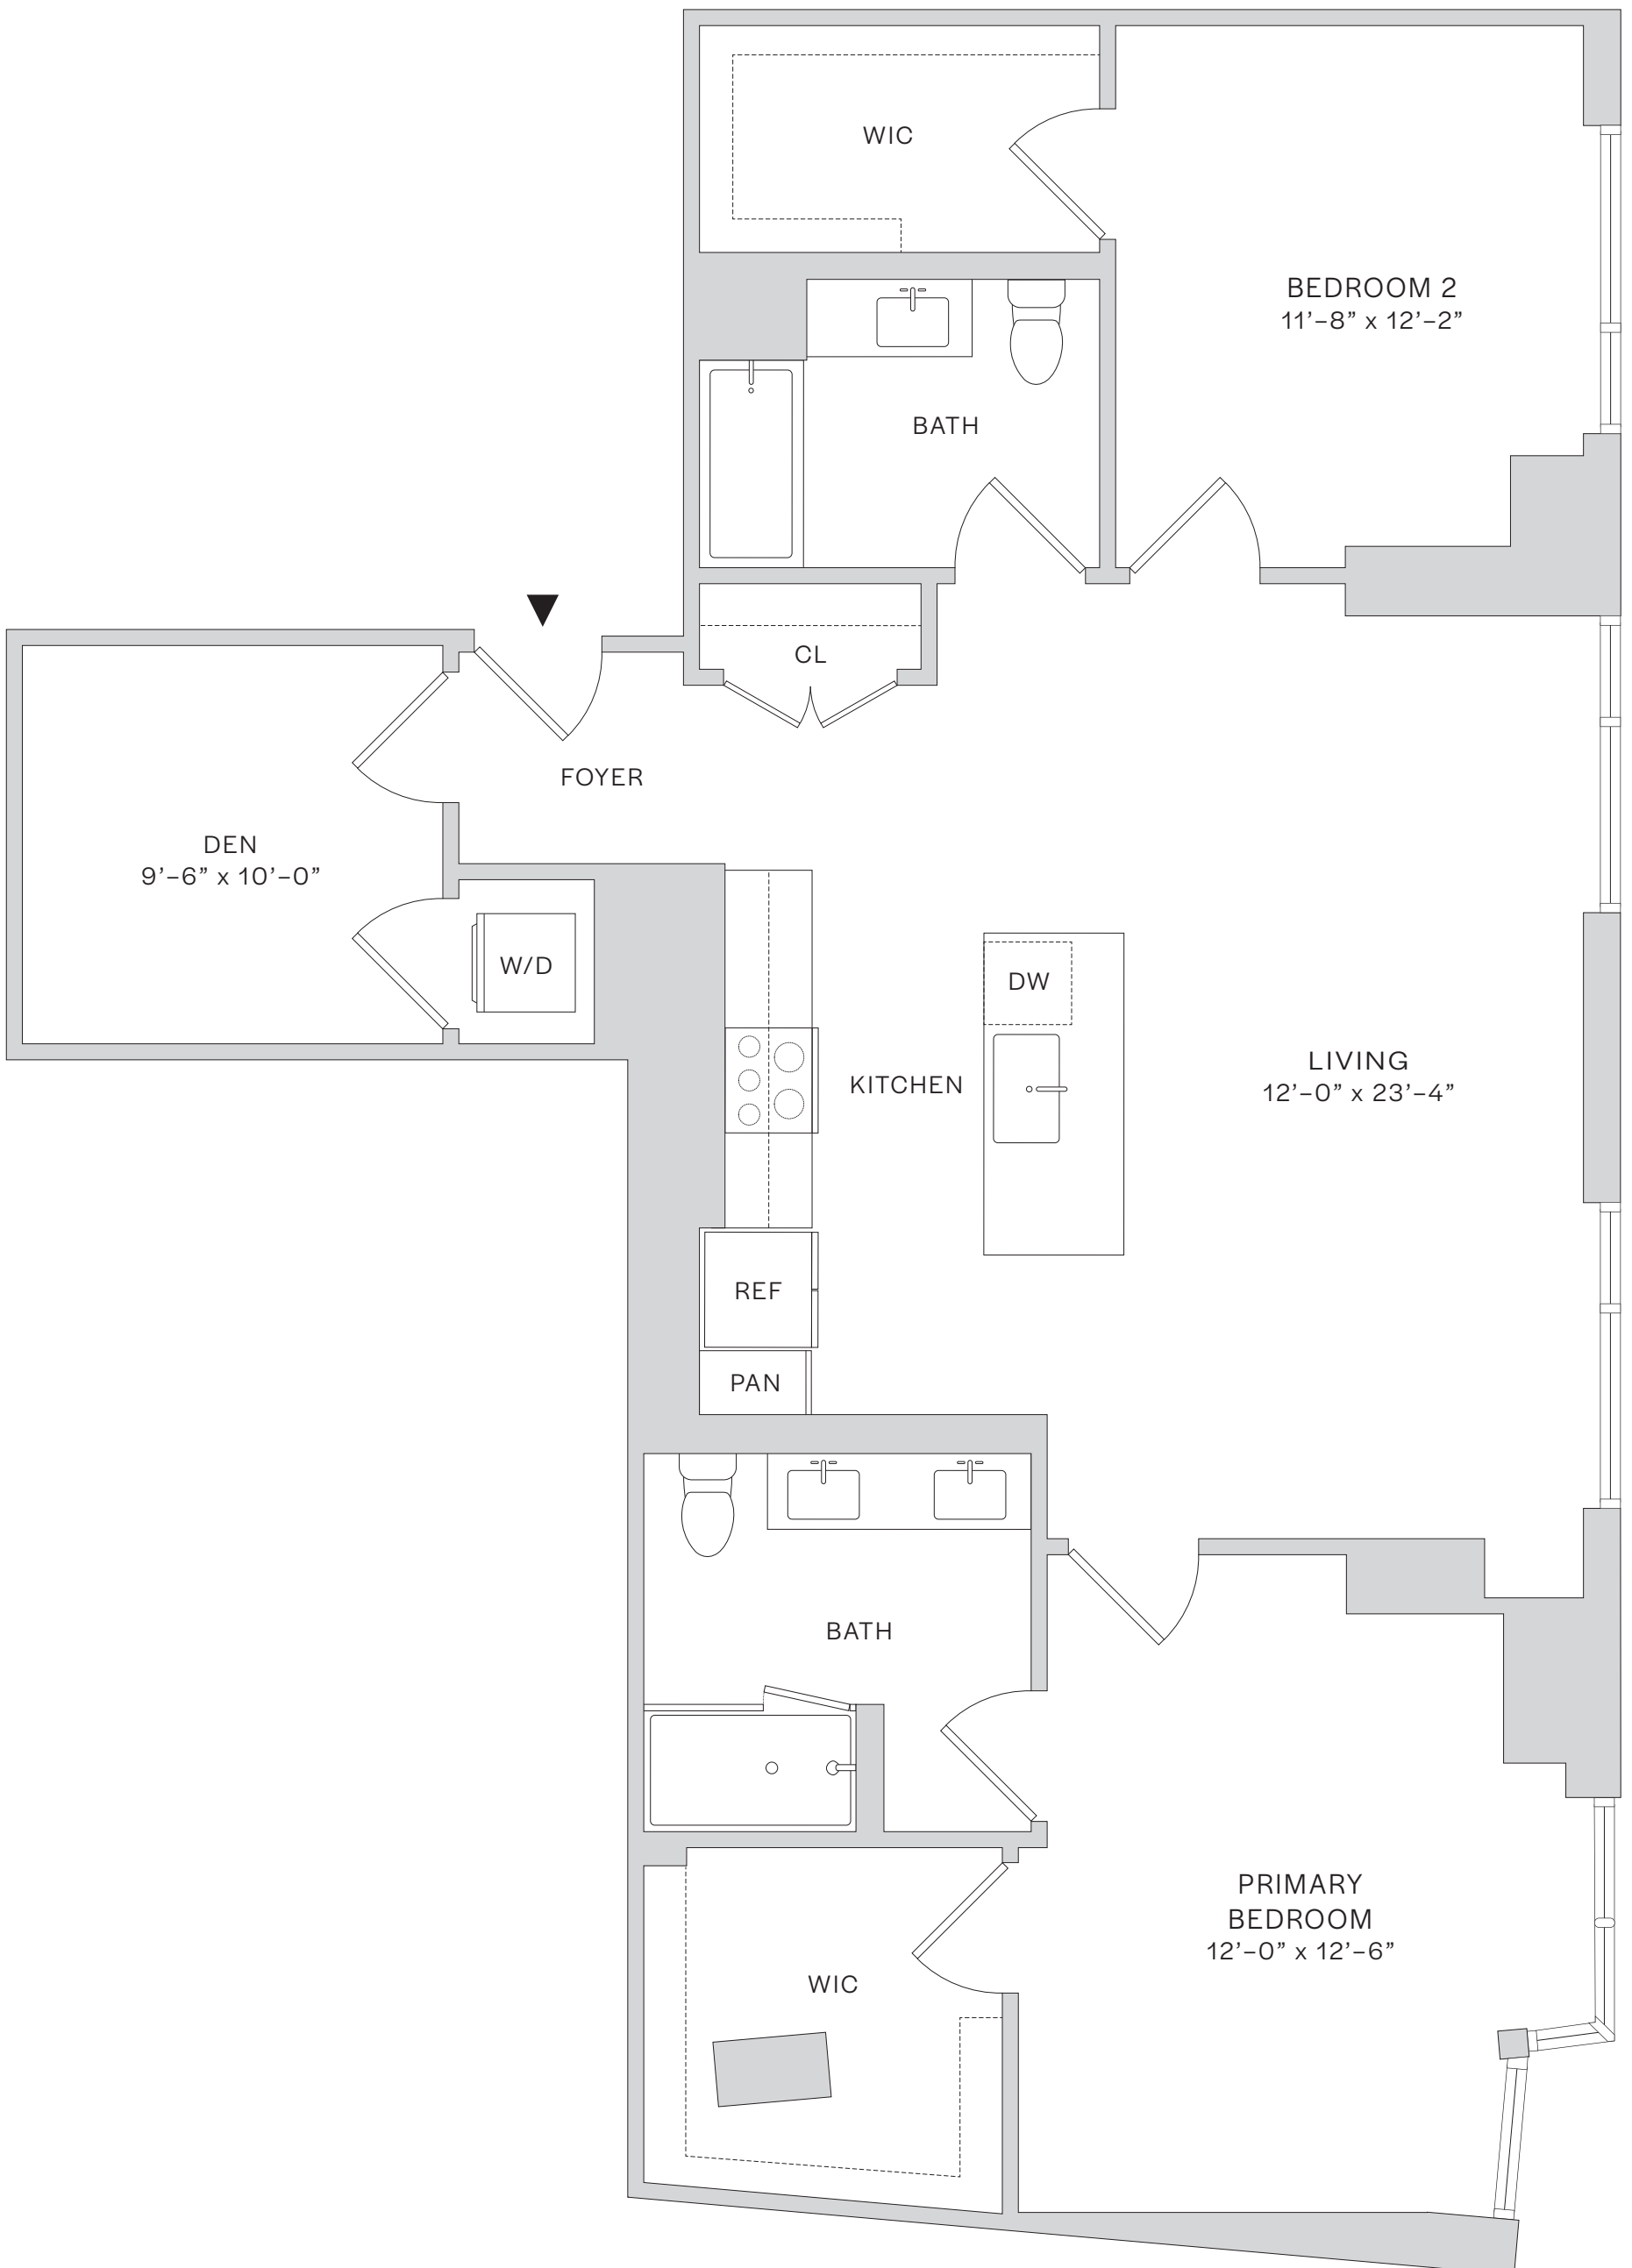 WIC
BEDROOM 2
11’–8” x 12’–2”
BATH
CL
FOYER
DEN
9’–6” x 10’–0”
W/D
DW
KITCHEN
LIVING
12’–0” x 23’–4”
REF
PAN
BATH
PRIMARY
BEDROOM
12’–0” x 12’–6”
WIC